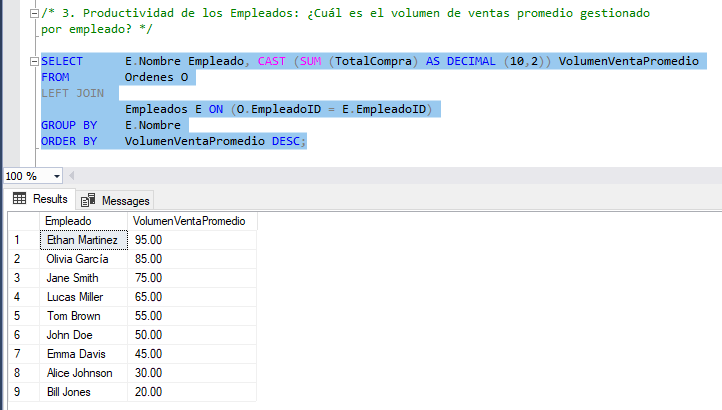 /* 3. Productividad de los Empleados: ¿Cuál es el volumen de ventas promedio gestionado
por empleado? */
SELECT E.Nombre Empleado, CAST (SUM (TotalCompra) AS DECIMAL (10,2)) VolumenVentaPromedio
FROM Ordenes O
LEFT JOIN
Empleados E ON (O.EmpleadoID = E.EmpleadoID)
GROUP BY E.Nombre
ORDER BY VolumenVentaPromedio DESC;
100 %
Results Messages
Empleado VolumenVentaPromedio
1 Ethan Martinez 95.00
2 Olivia García 85.00
3 Jane Smith 75.00
4 Lucas Miller 65.00
5 Tom Brown 55.00
6 John Doe 50.00
7 Emma Davis 45.00
8 Alice Johnson 30.00
9 Bill Jones 20.00